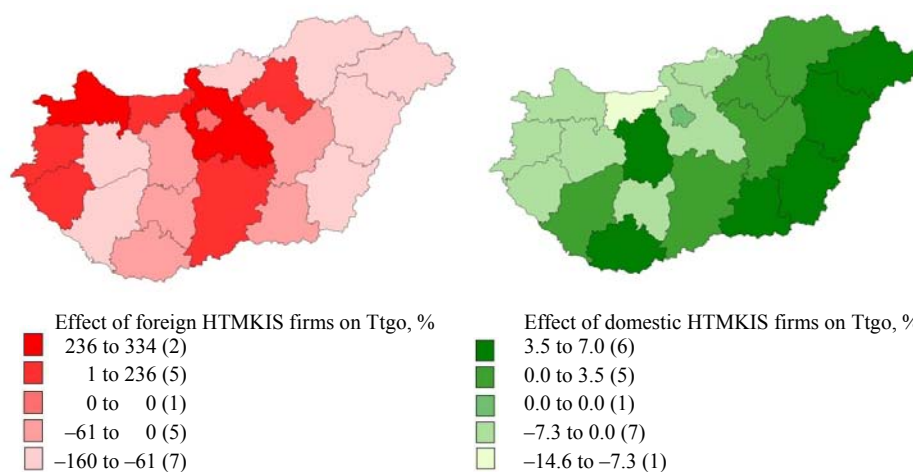 Effect of foreign HTMKIS firms on Ttgo, %
236 to 334 (2)
1 to 236 (5)
0 to 0 (1)
–61 to 0 (5)
–160 to –61 (7)
Effect of domestic HTMKIS firms on Ttgo, %
3.5 to 7.0 (6)
0.0 to 3.5 (5)
0.0 to 0.0 (1)
–7.3 to 0.0 (7)
–14.6 to –7.3 (1)